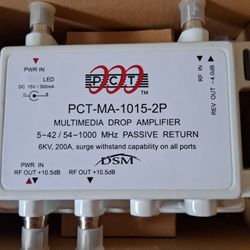 PWR IN
LED
DC 15V / 300mA
PCT
TM
RF IN
REV OUT -4.0dB
PCT-MA-1015-2P
MULTIMEDIA DROP AMPLIFIER
5-42 / 54-1000 MHz PASSIVE RETURN
6KV, 200A, surge withstand capability on all ports
DSM
PWR IN
RF OUT +10.5dB
RF OUT +10.5dB